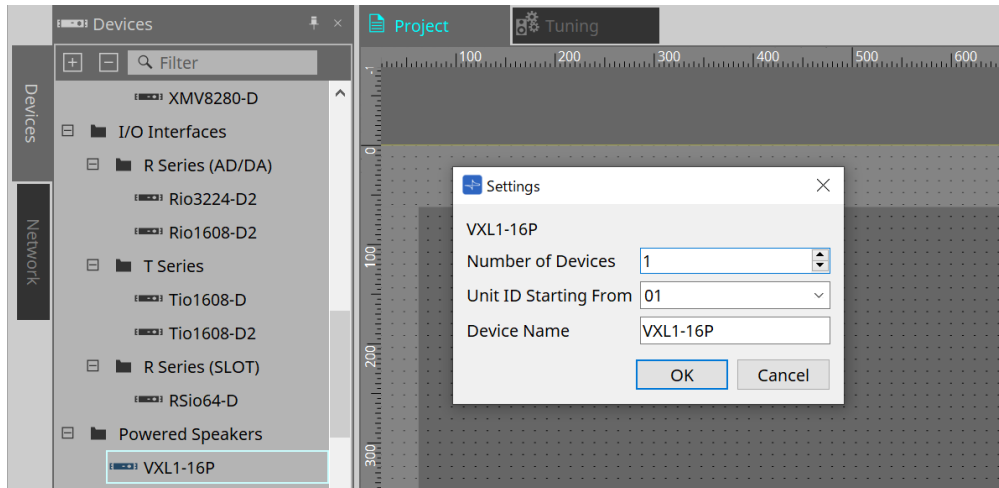 Devices
Filter
XMV8280-D
I/O Interfaces
R Series (AD/DA)
Rio3224-D2
Rio1608-D2
T Series
Tio1608-D
Tio1608-D2
R Series (SLOT)
RSio64-D
Powered Speakers
VXL1-16P
Devices
Network
Project
Tuning
100
200
300
400
500
600
-1
0
100
200
300
Settings
VXL1-16P
Number of Devices 1
Unit ID Starting From 01
Device Name VXL1-16P
OK Cancel